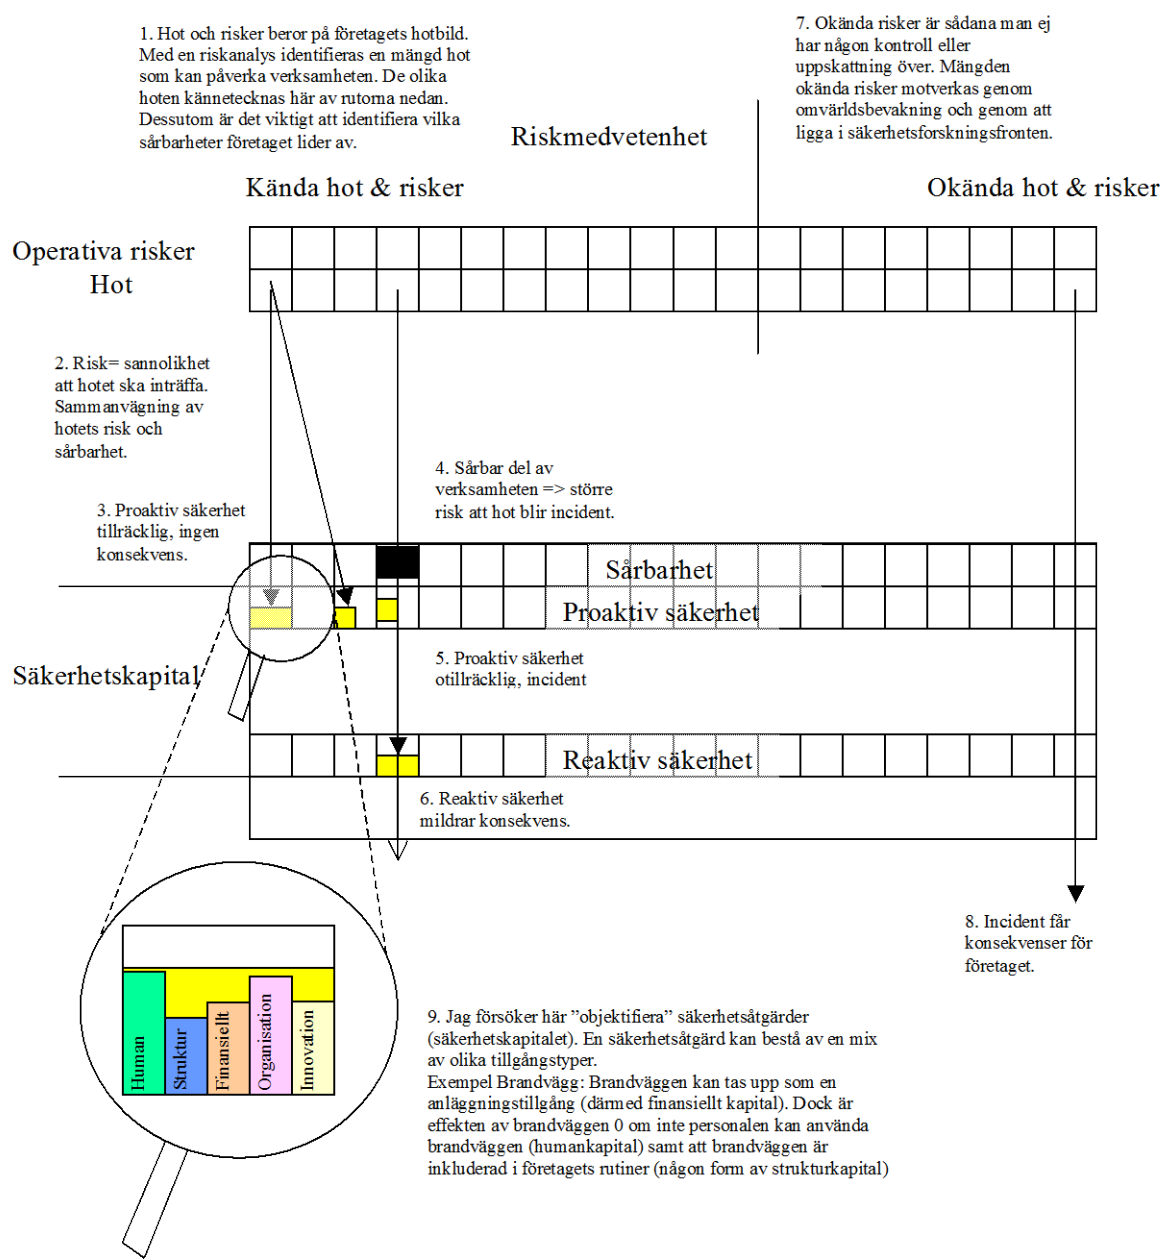 1. Hot och risker beror på företagets hotbild.
Med en riskanalys identifieras en mängd hot
som kan påverka verksamheten. De olika
hoten kännetecknas här av rutorna nedan.
Dessutom är det viktigt att identifiera vilka
sårbarheter företaget lider av.
7. Okända risker är sådana man ej
har någon kontroll eller
uppskattning över. Mängden
okända risker motverkas genom
omvärldsbevakning och genom att
ligga i säkerhetsforskningsfronten.
Riskmedvetenhet
Kända hot & risker
Okända hot & risker
Operativa risker
Hot
2. Risk= sannolikhet
att hotet ska inträffa.
Sammanvägning av
hotets risk och
sårbarhet.
3. Proaktiv säkerhet
tillräcklig, ingen
konsekvens.
4. Sårbar del av
verksamheten => större
risk att hot blir incident.
Sårbarhet
Proaktiv säkerhet
Säkerhetskapital
5. Proaktiv säkerhet
otillräcklig, incident
Reaktiv säkerhet
6. Reaktiv säkerhet
mildrar konsekvens.
8. Incident får
konsekvenser för
företaget.
Human
Struktur
Finansiellt
Organisation
Innovation
9. Jag försöker här ”objektifiera” säkerhetsåtgärder
(säkerhetskapitalet). En säkerhetsåtgärd kan bestå av en mix
av olika tillgångstyper.
Exempel Brandvägg: Brandväggen kan tas upp som en
anläggningstillgång (därmed finansiellt kapital). Dock är
effekten av brandväggen 0 om inte personalen kan använda
brandväggen (humankapital) samt att brandväggen är
inkluderad i företagets rutiner (någon form av strukturkapital)